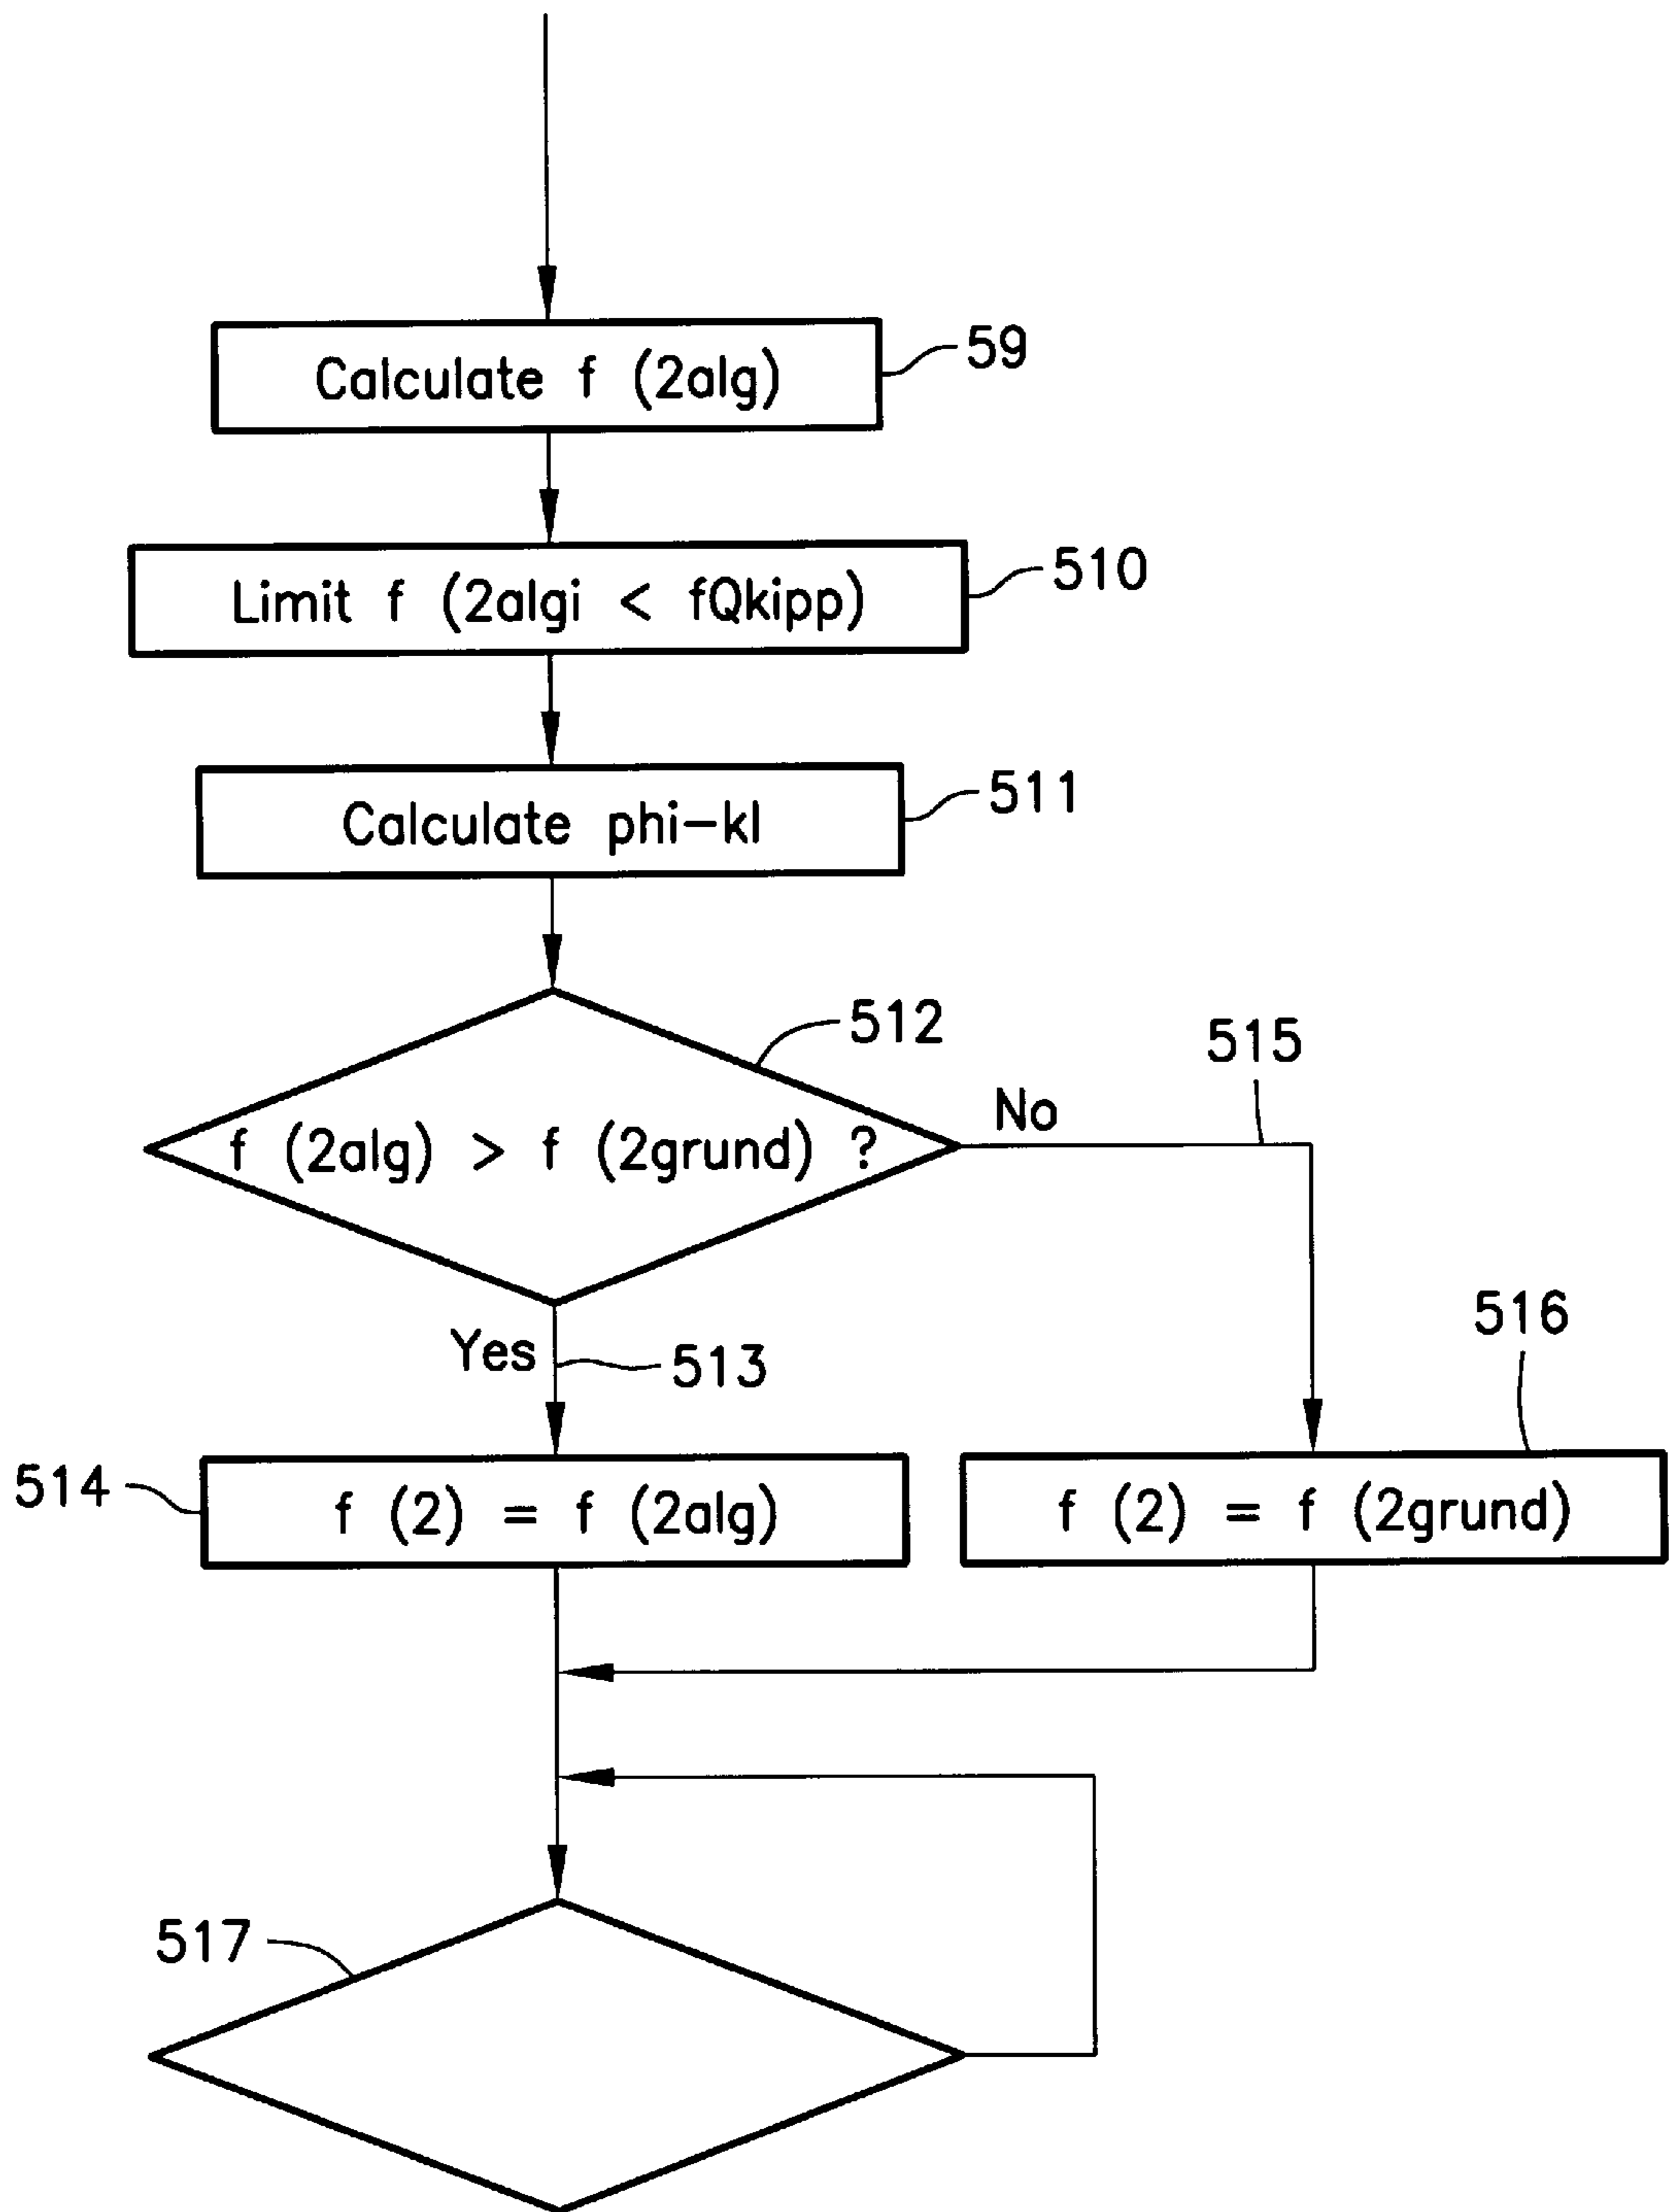 Calculate f (2alg)
59
Limit f (2algi < fQkipp)
510
Calculate phi-kl
511
512
515
No
f (2alg) > f (2grund) ?
Yes
513
516
514
f (2) = f (2alg)
f (2) = f (2grund)
517